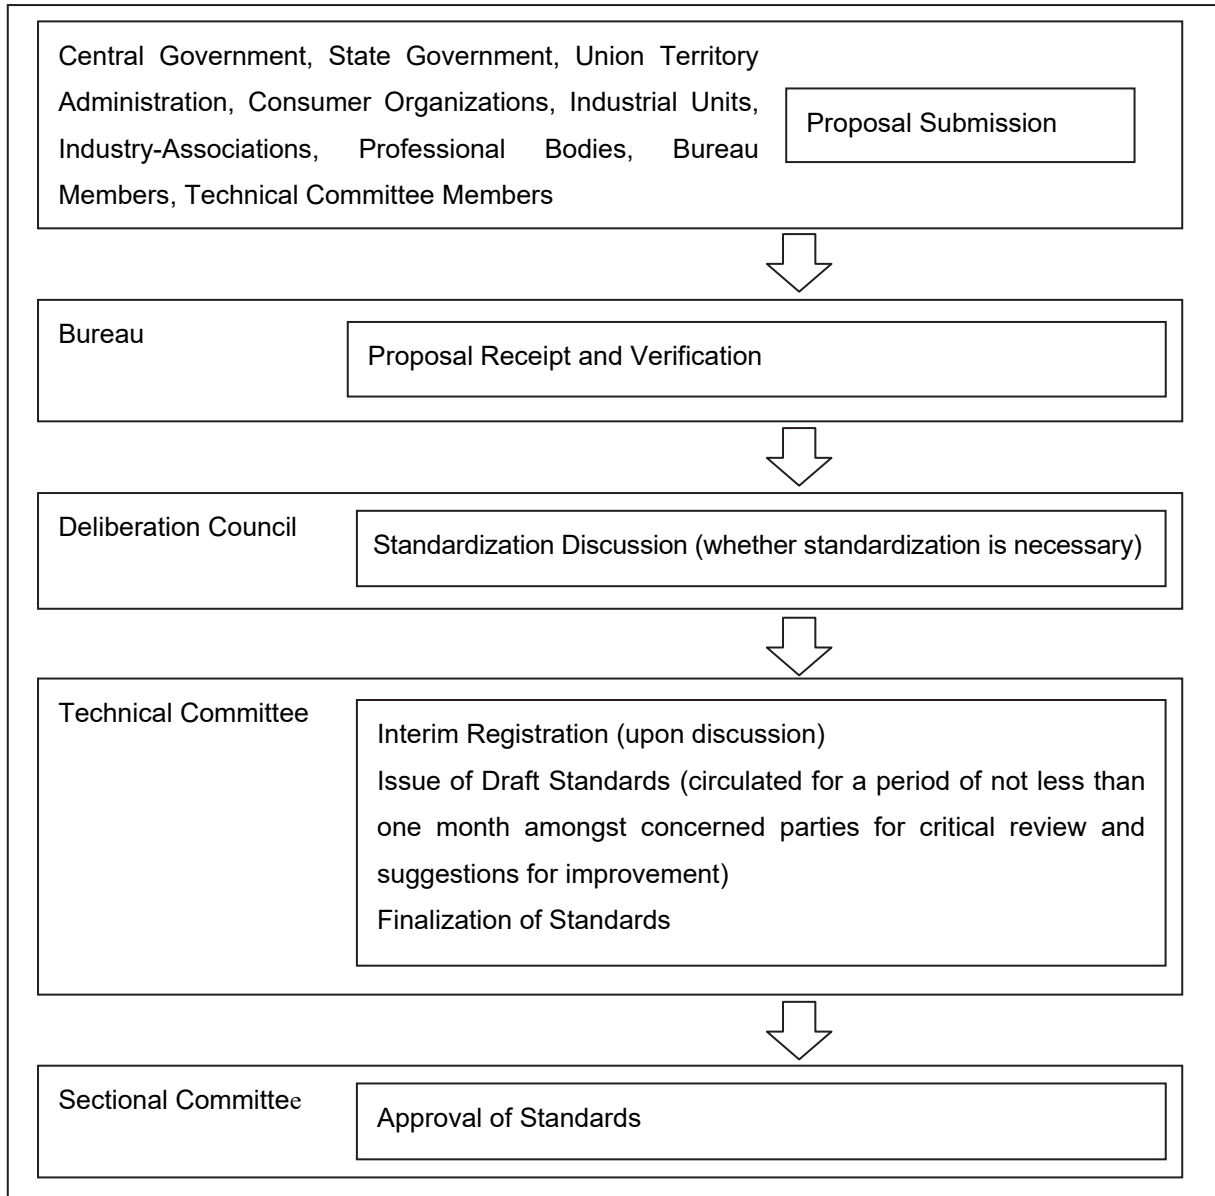 Central Government, State Government, Union Territory
Administration, Consumer Organizations, Industrial Units,
Industry-Associations, Professional Bodies, Bureau
Members, Technical Committee Members
Proposal Submission
Bureau
Proposal Receipt and Verification
Deliberation Council
Standardization Discussion (whether standardization is necessary)
Technical Committee
Interim Registration (upon discussion)
Issue of Draft Standards (circulated for a period of not less than
one month amongst concerned parties for critical review and
suggestions for improvement)
Finalization of Standards
Sectional Committee
Approval of Standards